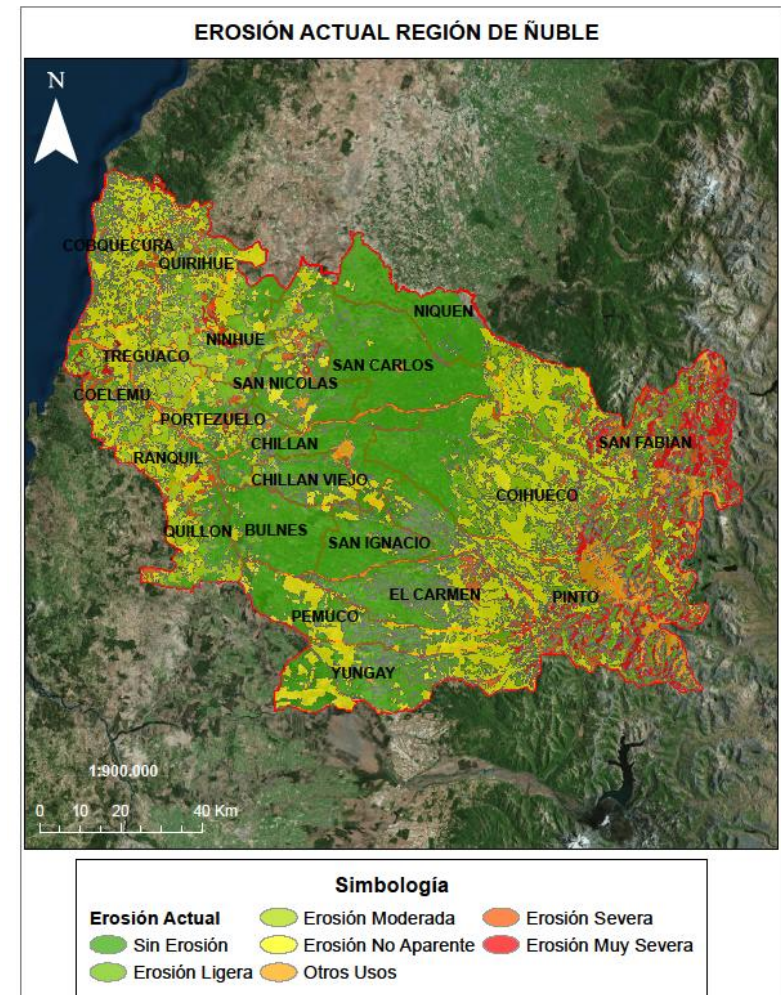 EROSIÓN ACTUAL REGIÓN DE ÑUBLE
N
COBQUECURA
QUIRIHUE
NIQUEN
NINHUE
TREGUACO
SAN CARLOS
SAN NICOLAS
COELEMU
PORTEZUELO
CHILLAN
SAN FABIAN
RANQUIL
CHILLAN VIEJO
COIHUECO
QUILLON
BULNES
SAN IGNACIO
EL CARMEN
PINTO
PEMUCO
YUNGAY
1:900.000
0 10 20 40 Km
Simbología
Erosión Actual
Sin Erosión
Erosión Ligera
Erosión Moderada
Erosión No Aparente
Otros Usos
Erosión Severa
Erosión Muy Severa